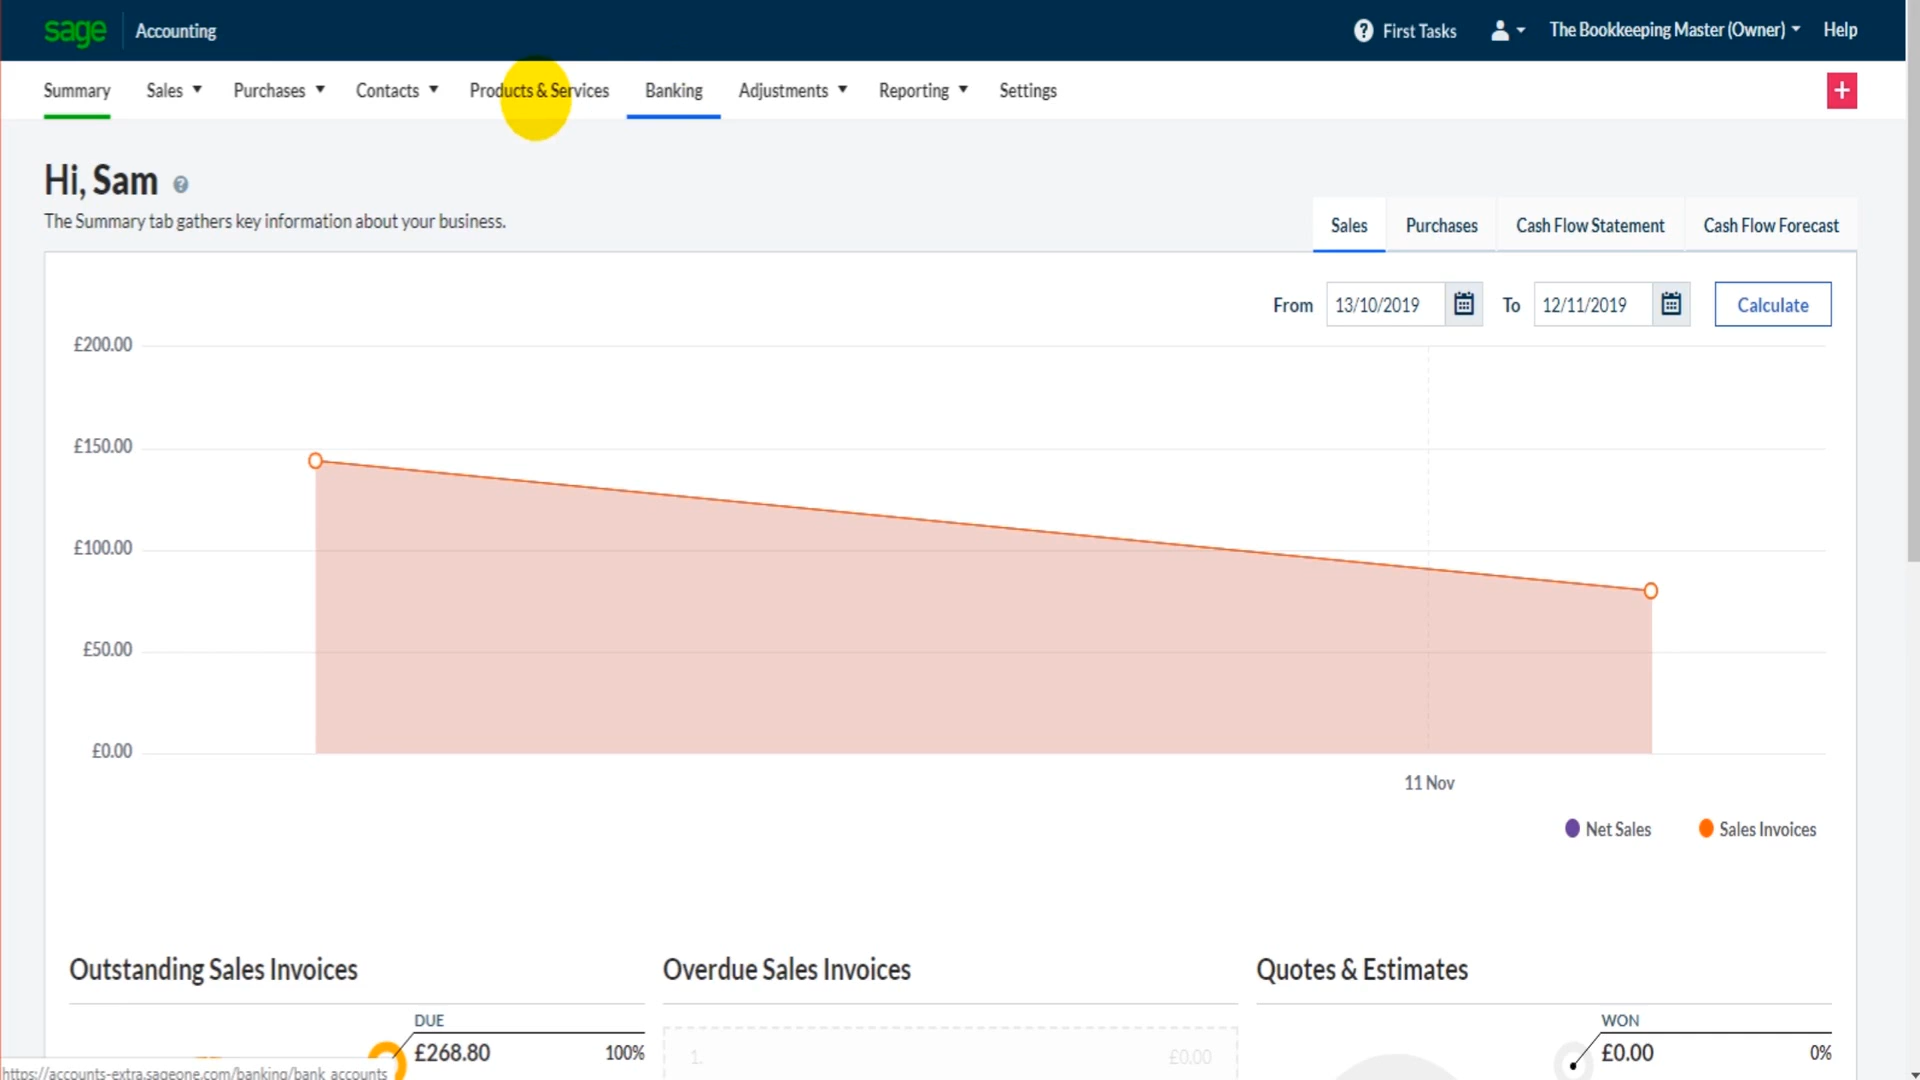 sage Accounting First Tasks The Bookkeeping Master (Owner) Help
Summary Sales Purchases Contacts Products & Services Banking Adjustments Reporting Settings +
Hi, Sam ?
The Summary tab gathers key information about your business.
Sales Purchases Cash Flow Statement Cash Flow Forecast
From 13/10/2019 To 12/11/2019 Calculate
£200.00
£150.00
£100.00
£50.00
£0.00
11 Nov
Net Sales Sales Invoices
Outstanding Sales Invoices Overdue Sales Invoices Quotes & Estimates
DUE WON
£268.80 100% 1. £0.00 £0.00 0%
https://accounts-extra.sageone.com/banking/bank_accounts